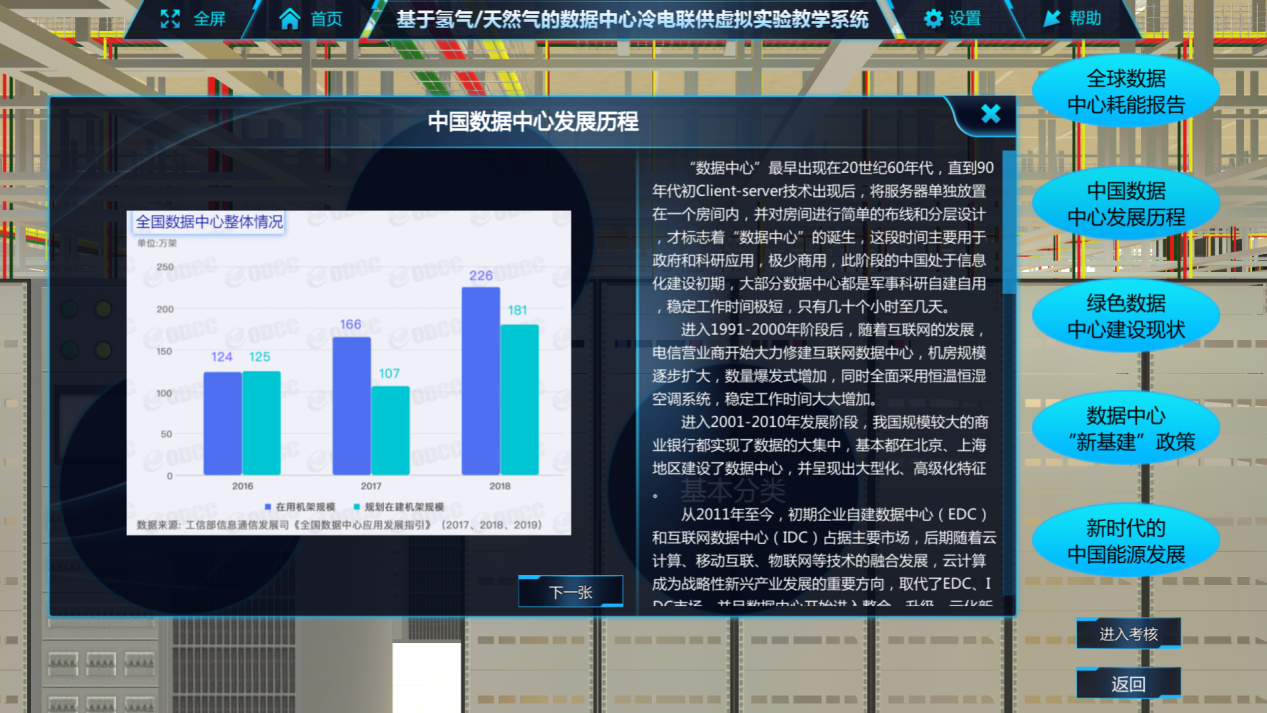 全屏
首页
基于氢气/天然气的数据中心冷电联供虚拟实验教学系统
设置
帮助
中国数据中心发展历程
全国数据中心整体情况
单位:万架
250
200
150
100
50
0
124
125
166
107
226
181
2016
2017
2018
在用机架规模
规划在建机架规模
数据来源: 工信部信息通信发展司《全国数据中心应用发展指引》（2017、2018、2019）
ODCC
下一张
“数据中心”最早出现在20世纪60年代，直到90
年代初Client-server技术出现后，将服务器单独放置
在一个房间内，并对房间进行简单的布线和分层设计
，才标志着“数据中心”的诞生，这段时间主要用于
政府和科研应用，极少商用，此阶段的中国处于信息
化建设初期，大部分数据中心都是军事科研自建自用
，稳定工作时间极短，只有几十个小时至几天。
进入1991-2000年阶段后，随着互联网的发展，
电信营业商开始大力修建互联网数据中心，机房规模
逐步扩大，数量爆发式增加，同时全面采用恒温恒湿
空调系统，稳定工作时间大大增加。
进入2001-2010年发展阶段，我国规模较大的商
业银行都实现了数据的大集中，基本都在北京、上海
地区建设了数据中心，并呈现出大型化、高级化特征
。
基本分类
从2011年至今，初期企业自建数据中心（EDC）
和互联网数据中心（IDC）占据主要市场，后期随着云
计算、移动互联、物联网等技术的融合发展，云计算
成为战略性新兴产业发展的重要方向，取代了EDC、I
DC市场，并且数据中心开始进入整合、升级、云化新
全球数据
中心耗能报告
中国数据
中心发展历程
绿色数据
中心建设现状
数据中心
“新基建”政策
新时代的
中国能源发展
进入考核
返回